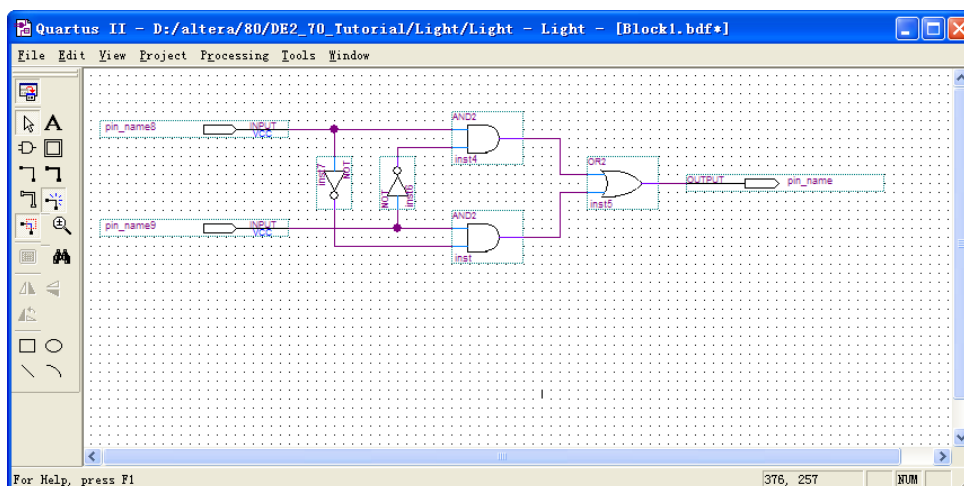 Quartus II - D:/altera/80/DE2_70_Tutorial/Light/Light - Light - [Block1.bdf*]
File Edit View Project Processing Tools Window
AND2
pin_name8 INPUT
VCC
inst4
inst7 NOT
NOT inst6
OR2
OUTPUT pin_name
inst5
AND2
pin_name9 INPUT
VCC
inst
For Help, press F1 376, 257 NUM